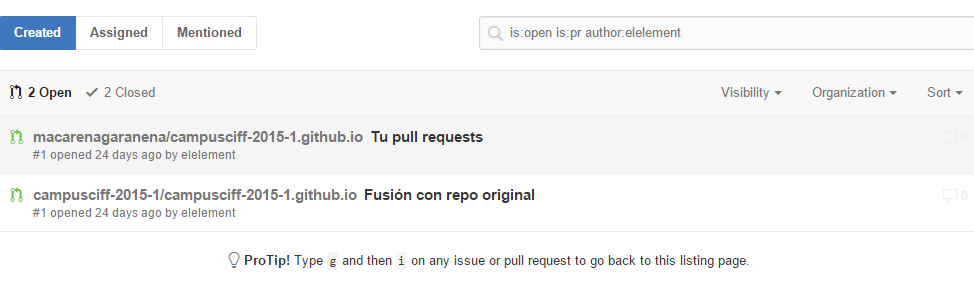 Created Assigned Mentioned is:open is:pr author:elelement
2 Open 2 Closed Visibility Organization Sort
macarenagaranena/campusciff-2015-1.github.io Tu pull requests 0
#1 opened 24 days ago by elelement
campusciff-2015-1/campusciff-2015-1.github.io Fusión con repo original 0
#1 opened 24 days ago by elelement
ProTip! Type g and then i on any issue or pull request to go back to this listing page.